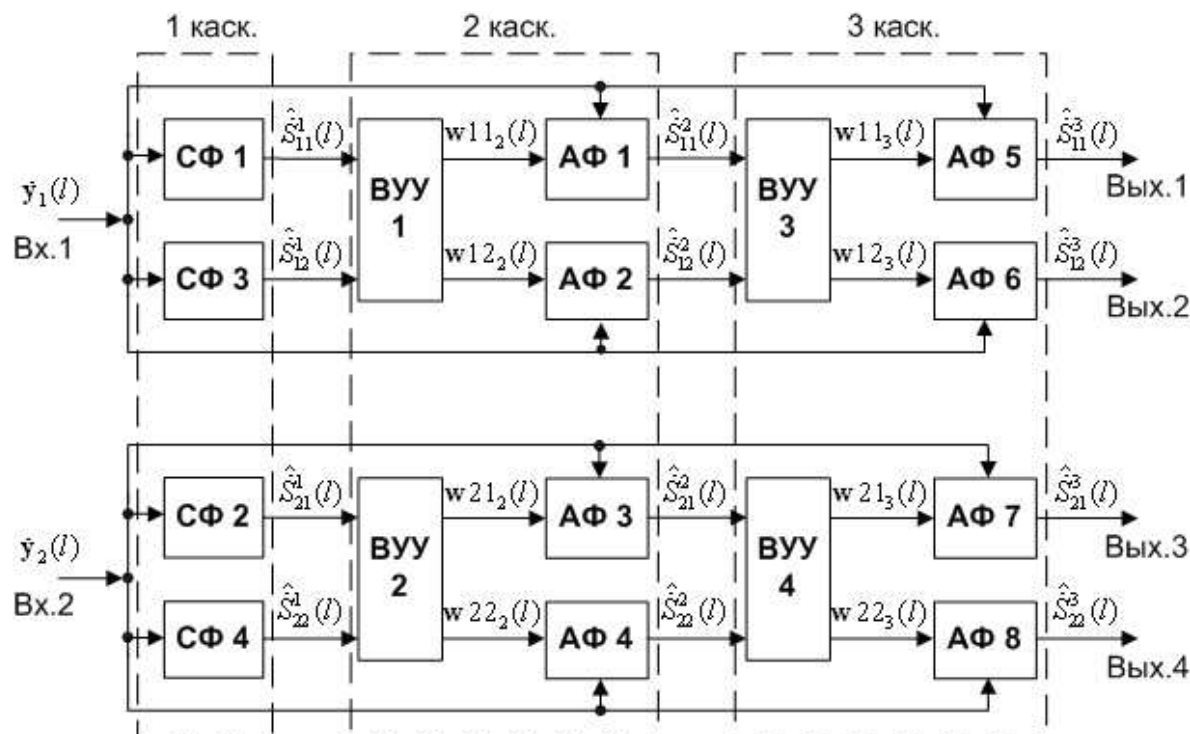 1 каск. 2 каск. 3 каск.
СФ 1 Ŝ¹₁₁(l) w11₂(l) АФ 1 Ŝ²₁₁(l) w11₃(l) АФ 5 Ŝ³₁₁(l)
Вых.1
ẏ₁(l)
Вх.1
ВУУ 1
ВУУ 3
СФ 3 Ŝ¹₁₂(l) w12₂(l) АФ 2 Ŝ²₁₂(l) w12₃(l) АФ 6 Ŝ³₁₂(l)
Вых.2
СФ 2 Ŝ¹₂₁(l) w21₂(l) АФ 3 Ŝ²₂₁(l) w21₃(l) АФ 7 Ŝ³₂₁(l)
Вых.3
ẏ₂(l)
Вх.2
ВУУ 2
ВУУ 4
СФ 4 Ŝ¹₂₂(l) w22₂(l) АФ 4 Ŝ²₂₂(l) w22₃(l) АФ 8 Ŝ³₂₂(l)
Вых.4